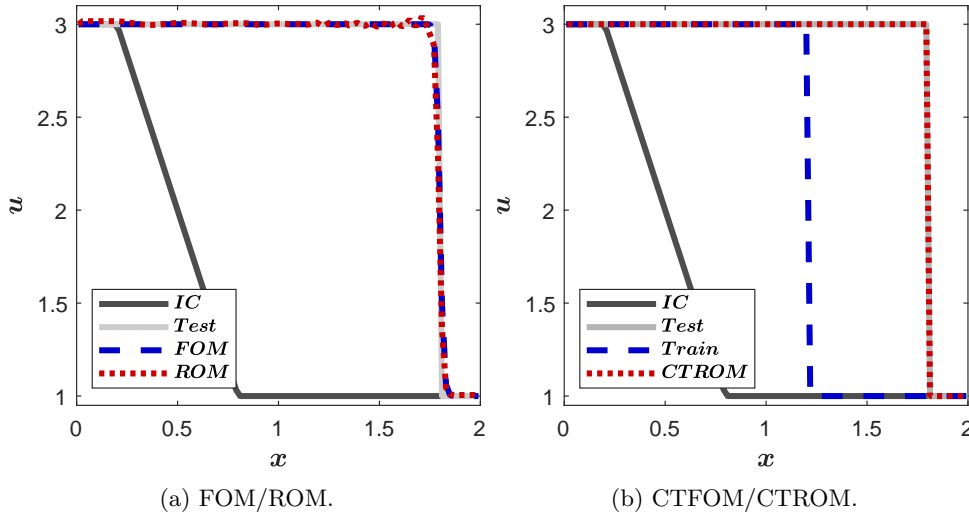 3
2.5
2
1.5
1
u
IC
Test
FOM
ROM
0
0.5
1
1.5
2
x
(a) FOM/ROM.
3
2.5
2
1.5
1
u
IC
Test
Train
CTROM
0
0.5
1
1.5
2
x
(b) CTFOM/CTROM.